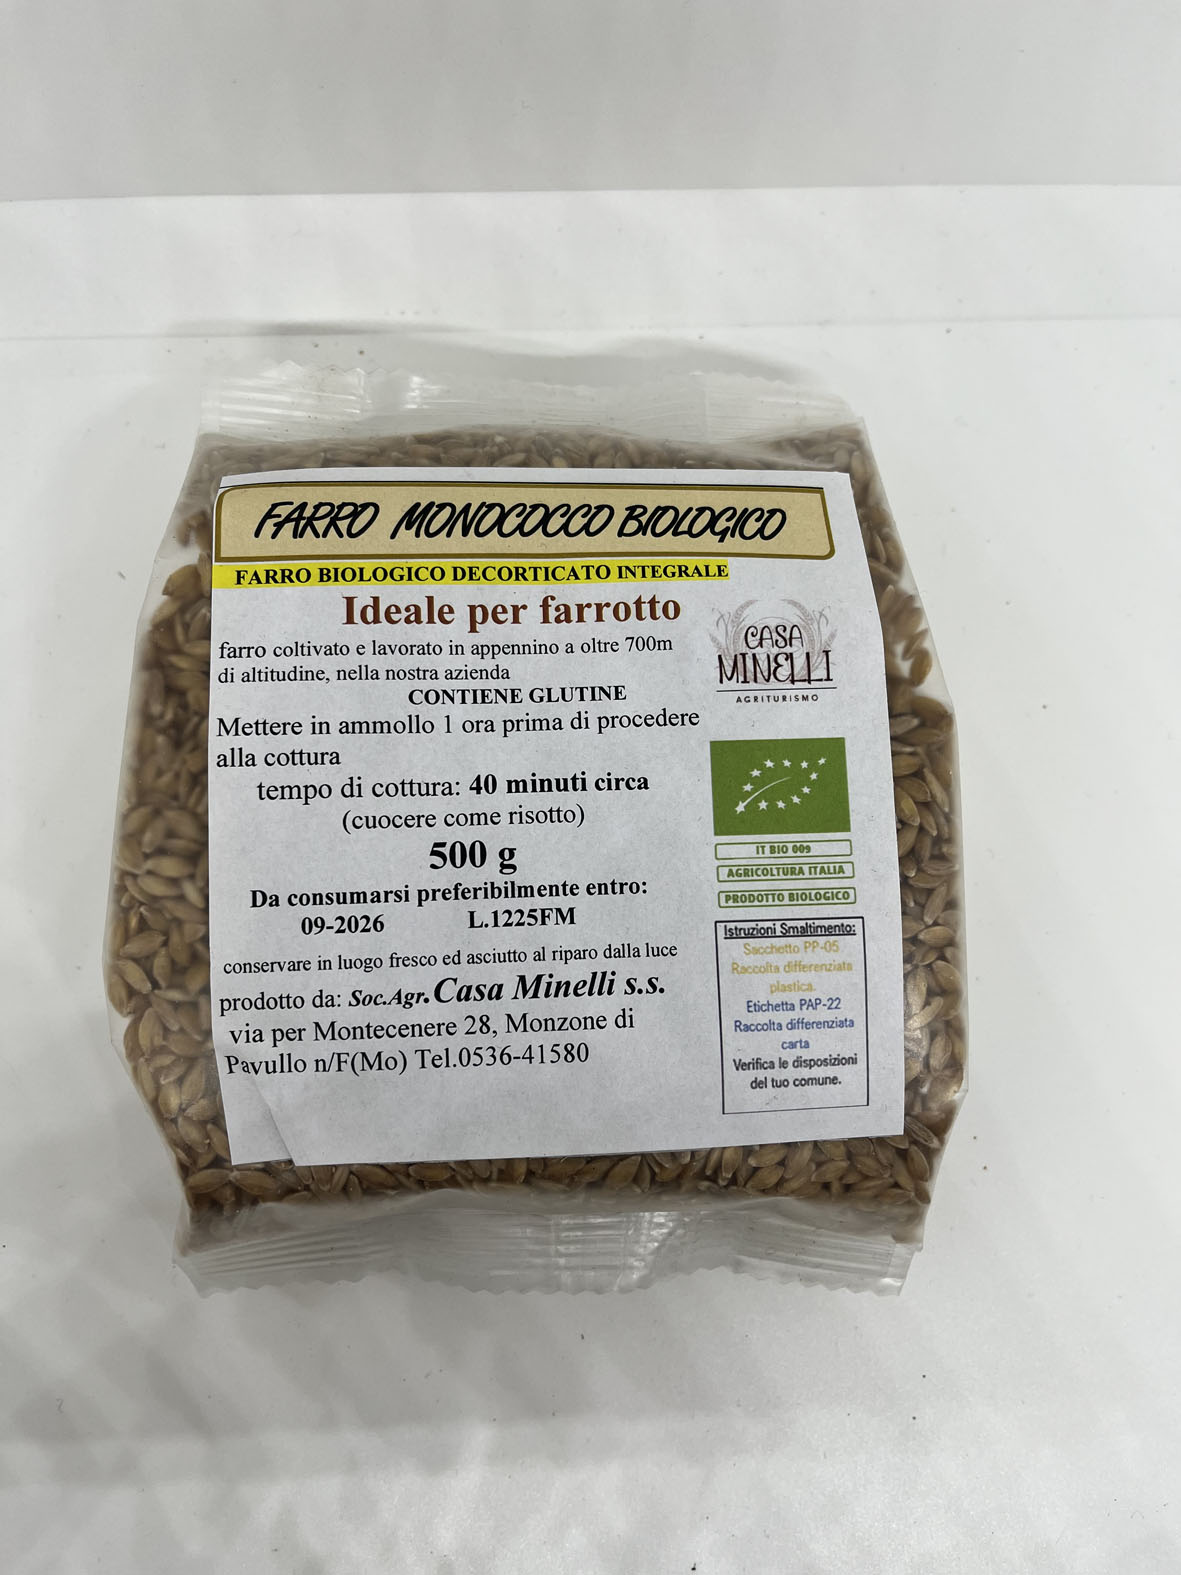 FARRO MONOCOCCO BIOLOGICO
FARRO BIOLOGICO DECORTICATO INTEGRALE
Ideale per farrotto
farro coltivato e lavorato in appennino a oltre 700m
di altitudine, nella nostra azienda
CONTIENE GLUTINE
Mettere in ammollo 1 ora prima di procedere
alla cottura
tempo di cottura: 40 minuti circa
(cuocere come risotto)
500 g
Da consumarsi preferibilmente entro:
09-2026 L.1225FM
conservare in luogo fresco ed asciutto al riparo dalla luce
prodotto da: Soc.Agr.Casa Minelli s.s.
via per Montecenere 28, Monzone di
Pavullo n/F(Mo) Tel.0536-41580
CASA
MINELLI
AGRITURISMO
IT BIO 009
AGRICOLTURA ITALIA
PRODOTTO BIOLOGICO
Istruzioni Smaltimento:
Sacchetto PP-05
Raccolta differenziata
plastica.
Etichetta PAP-22
Raccolta differenziata
carta
Verifica le disposizioni
del tuo comune.